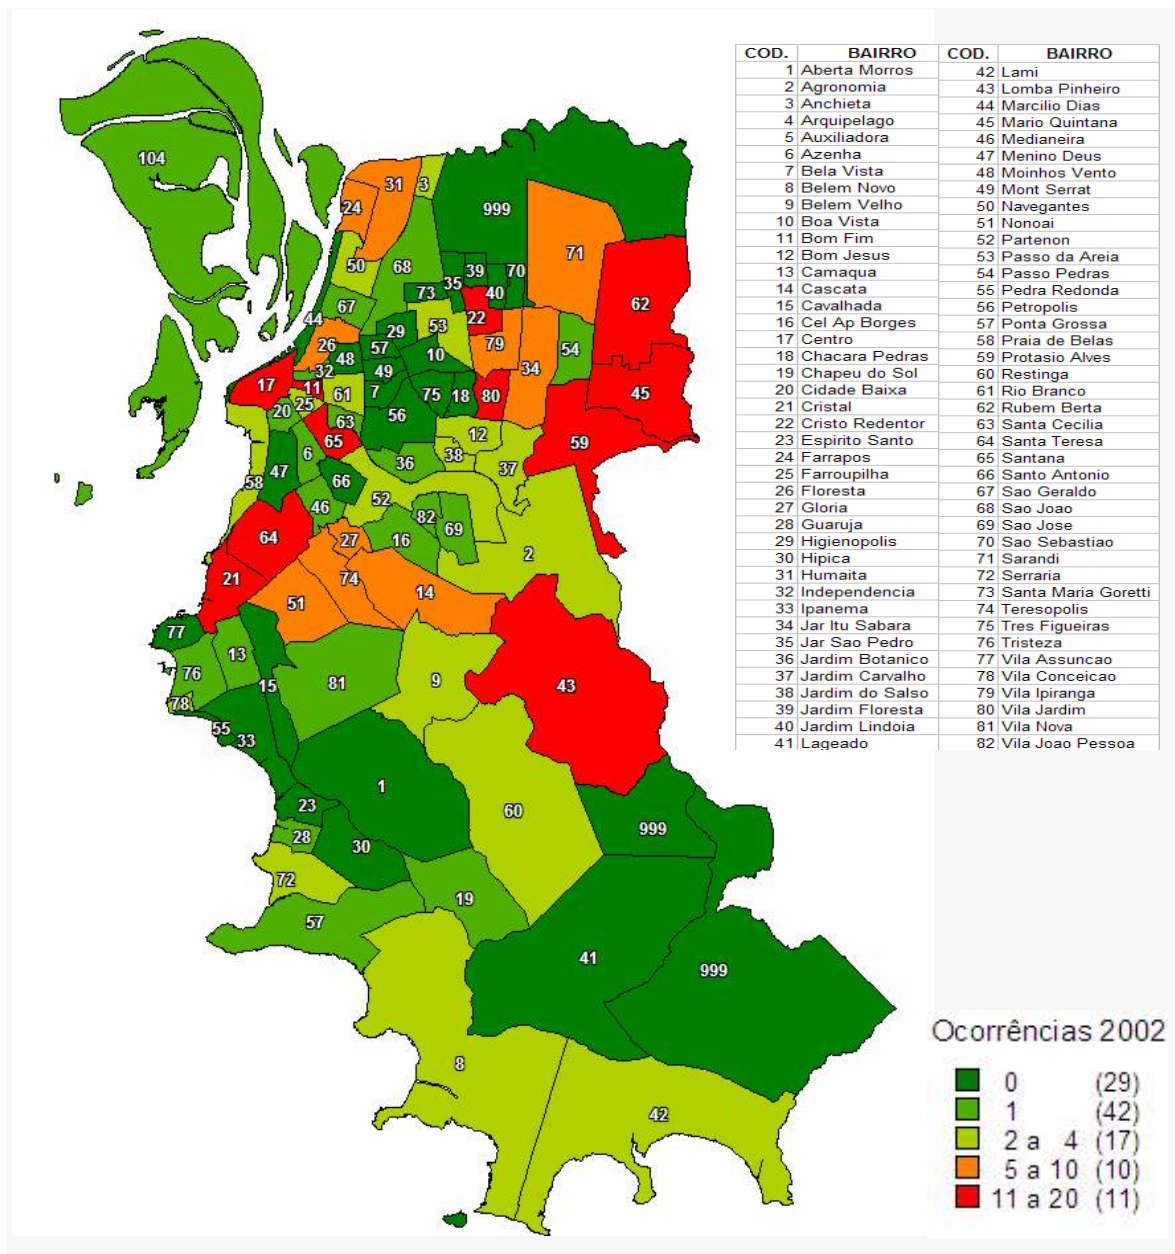 COD. BAIRRO COD. BAIRRO
1 Aberta Morros 42 Lami
2 Agronomia 43 Lomba Pinheiro
3 Anchieta 44 Marcilio Dias
4 Arquipelago 45 Mario Quintana
5 Auxiliadora 46 Medianeira
6 Azenha 47 Menino Deus
7 Bela Vista 48 Moinhos Vento
8 Belem Novo 49 Mont Serrat
9 Belem Velho 50 Navegantes
10 Boa Vista 51 Nonoai
11 Bom Fim 52 Partenon
12 Bom Jesus 53 Passo da Areia
13 Camaqua 54 Passo Pedras
14 Cascata 55 Pedra Redonda
15 Cavalhada 56 Petropolis
16 Cel Ap Borges 57 Ponta Grossa
17 Centro 58 Praia de Belas
18 Chacara Pedras 59 Protasio Alves
19 Chapeu do Sol 60 Restinga
20 Cidade Baixa 61 Rio Branco
21 Cristal 62 Rubem Berta
22 Cristo Redentor 63 Santa Cecilia
23 Espirito Santo 64 Santa Teresa
24 Farrapos 65 Santana
25 Farroupilha 66 Santo Antonio
26 Floresta 67 Sao Geraldo
27 Gloria 68 Sao Joao
28 Guaruja 69 Sao Jose
29 Higienopolis 70 Sao Sebastiao
30 Hipica 71 Sarandi
31 Humaita 72 Serraria
32 Independencia 73 Santa Maria Goretti
33 Ipanema 74 Teresopolis
34 Jar Itu Sabara 75 Tres Figueiras
35 Jar Sao Pedro 76 Tristeza
36 Jardim Botanico 77 Vila Assuncao
37 Jardim Carvalho 78 Vila Conceicao
38 Jardim do Salso 79 Vila Ipiranga
39 Jardim Floresta 80 Vila Jardim
40 Jardim Lindoia 81 Vila Nova
41 Lageado 82 Vila Joao Pessoa
104
31 3
24 999
71
50 68
39 70
35 40
73
67 62
44 22
29 53
26 57 79 54
48 10
32 49 34
17 11 7 75 18 80 45
61
25
20 63 56
65 12 59
6 38
47 36 37
66
58 52
46 82 69
64 27 16 2
21 74 14
51
77
13
76 15 81 9 43
78
55
33
1
23 60
28 999
30
72
19
57
41 999
8
42
Ocorrências 2002
0 (29)
1 (42)
2 a 4 (17)
5 a 10 (10)
11 a 20 (11)